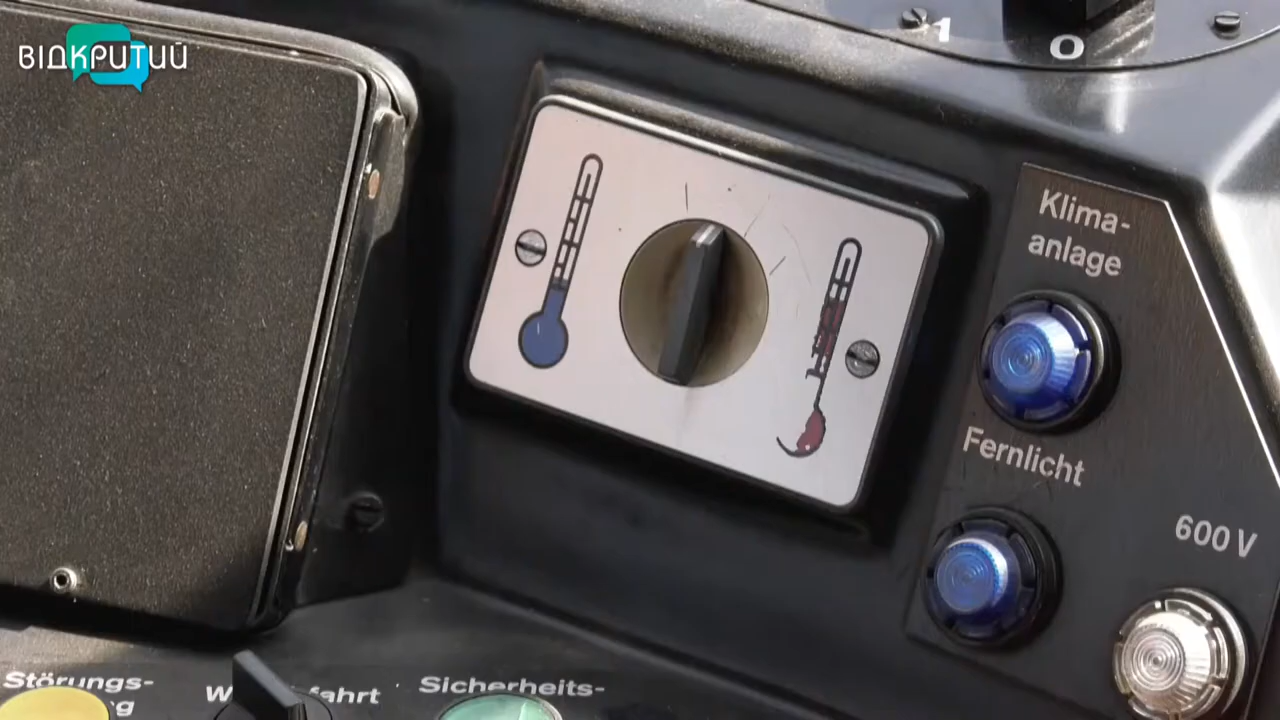 ВІДКРИТИЙ
1
0
Klima-
anlage
Fernlicht
600 V
Störungs-
Sicherheits-